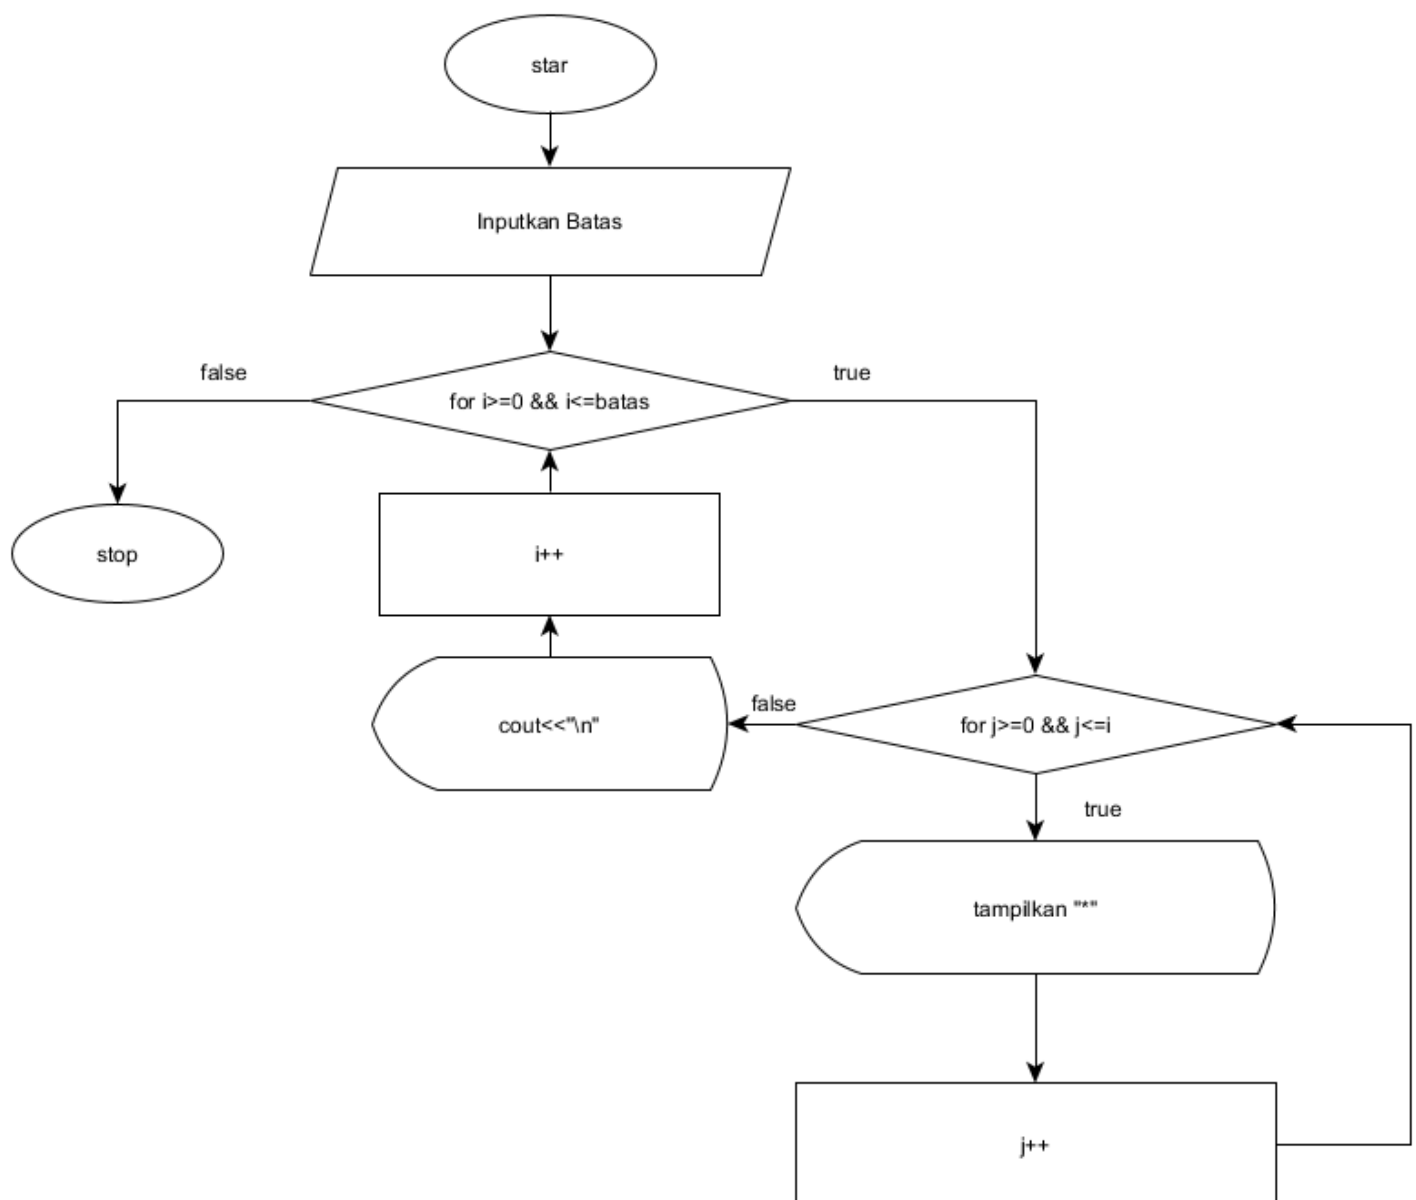 star
Inputkan Batas
false
true
for i>=0 && i<=batas
stop
i++
cout<<"\n"
false
for j>=0 && j<=i
true
tampilkan "*"
j++